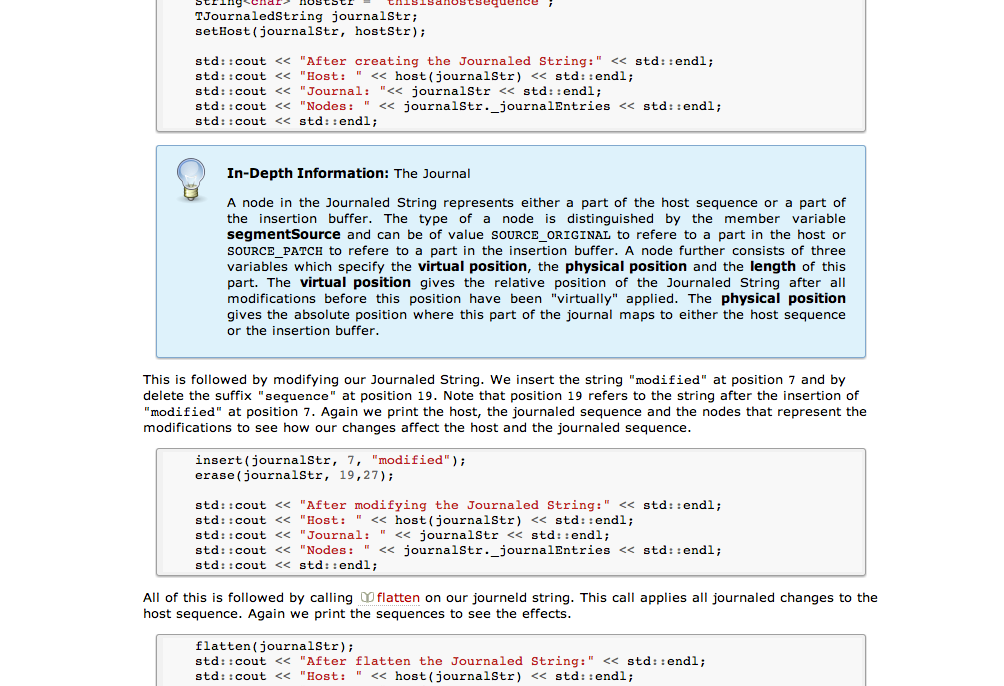 String<char> hostStr = "thisisahostsequence";
TJournaledString journalStr;
setHost(journalStr, hostStr);
std::cout << "After creating the Journaled String:" << std::endl;
std::cout << "Host: " << host(journalStr) << std::endl;
std::cout << "Journal: "<< journalStr << std::endl;
std::cout << "Nodes: " << journalStr._journalEntries << std::endl;
std::cout << std::endl;
In-Depth Information: The Journal
A node in the Journaled String represents either a part of the host sequence or a part of
the insertion buffer. The type of a node is distinguished by the member variable
segmentSource and can be of value SOURCE_ORIGINAL to refere to a part in the host or
SOURCE_PATCH to refere to a part in the insertion buffer. A node further consists of three
variables which specify the virtual position, the physical position and the length of this
part. The virtual position gives the relative position of the Journaled String after all
modifications before this position have been "virtually" applied. The physical position
gives the absolute position where this part of the journal maps to either the host sequence
or the insertion buffer.
This is followed by modifying our Journaled String. We insert the string "modified" at position 7 and by
delete the suffix "sequence" at position 19. Note that position 19 refers to the string after the insertion of
"modified" at position 7. Again we print the host, the journaled sequence and the nodes that represent the
modifications to see how our changes affect the host and the journaled sequence.
insert(journalStr, 7, "modified");
erase(journalStr, 19,27);
std::cout << "After modifying the Journaled String:" << std::endl;
std::cout << "Host: " << host(journalStr) << std::endl;
std::cout << "Journal: " << journalStr << std::endl;
std::cout << "Nodes: " << journalStr._journalEntries << std::endl;
std::cout << std::endl;
All of this is followed by calling flatten on our journeld string. This call applies all journaled changes to the
host sequence. Again we print the sequences to see the effects.
flatten(journalStr);
std::cout << "After flatten the Journaled String:" << std::endl;
std::cout << "Host: " << host(journalStr) << std::endl;